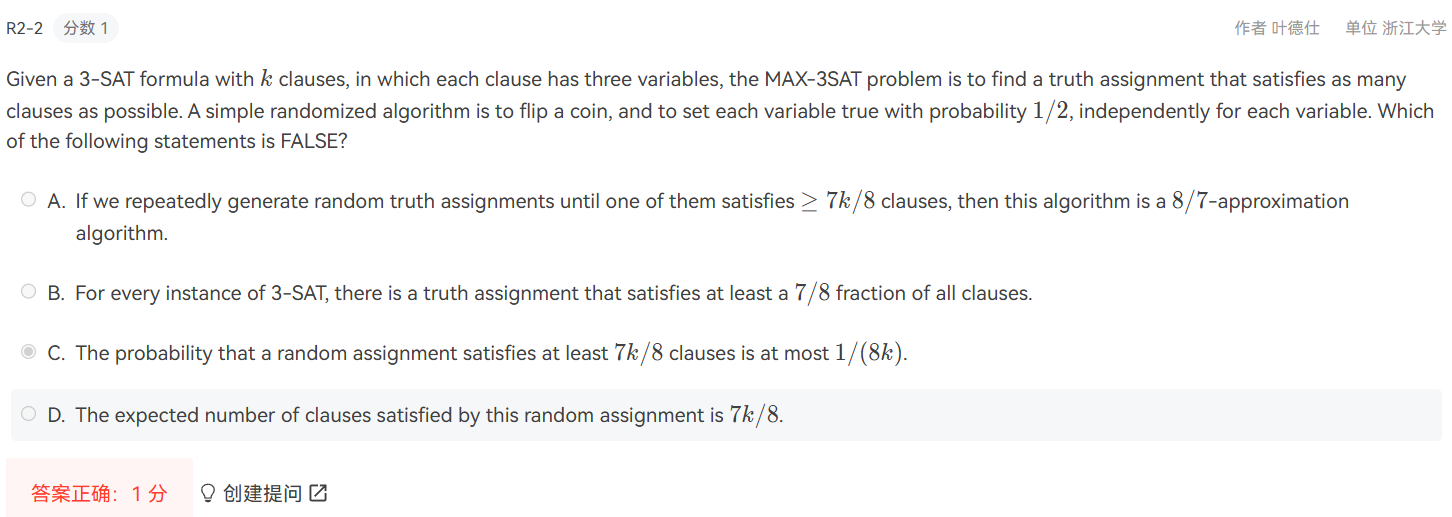 R2-2 分数 1 作者 叶德仕 单位 浙江大学
Given a 3-SAT formula with k clauses, in which each clause has three variables, the MAX-3SAT problem is to find a truth assignment that satisfies as many
clauses as possible. A simple randomized algorithm is to flip a coin, and to set each variable true with probability 1/2, independently for each variable. Which
of the following statements is FALSE?
A. If we repeatedly generate random truth assignments until one of them satisfies ≥ 7k/8 clauses, then this algorithm is a 8/7-approximation
algorithm.
B. For every instance of 3-SAT, there is a truth assignment that satisfies at least a 7/8 fraction of all clauses.
C. The probability that a random assignment satisfies at least 7k/8 clauses is at most 1/(8k).
D. The expected number of clauses satisfied by this random assignment is 7k/8.
答案正确：1 分 创建提问